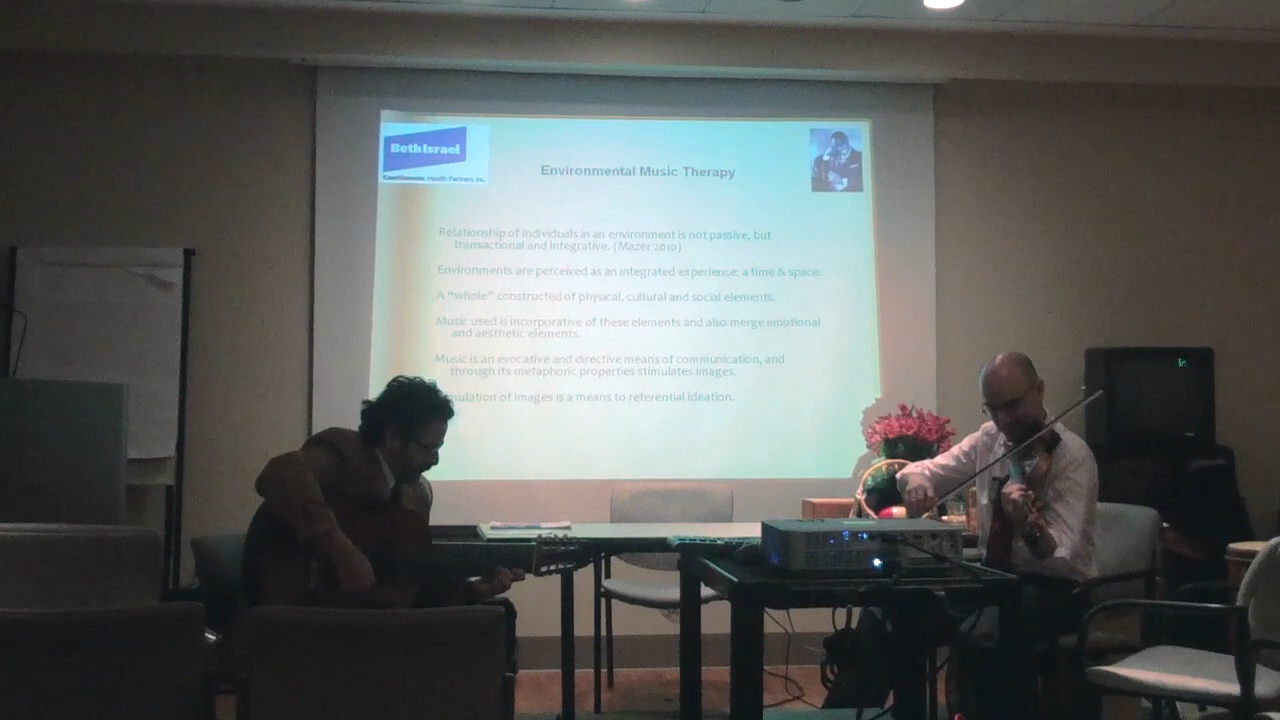 BethIsrael
Continuum Health Partners, Inc.
Environmental Music Therapy
Relationship of individuals in an environment is not passive, but
transactional and integrative. (Mazer 2010)
Environments are perceived as an integrated experience: a time & space.
A "whole" constructed of physical, cultural and social elements.
Music used is incorporative of these elements and also merge emotional
and aesthetic elements.
Music is an evocative and directive means of communication, and
through its metaphoric properties stimulates images.
mulation of images is a means to referential ideation.